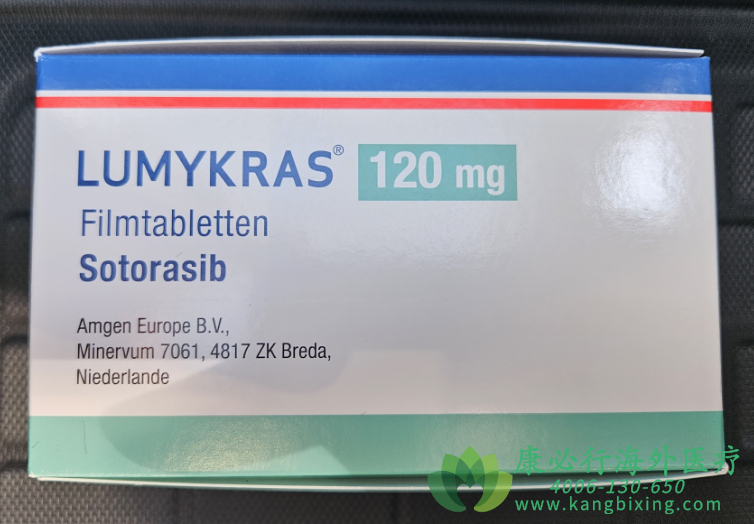 LUMYKRAS® 120 mg
Filmtabletten
Sotorasib
Amgen Europe B.V.,
Minervum 7061, 4817 ZK Breda,
Niederlande
康必行海外医疗
4006-130-650
www.kangbixing.com